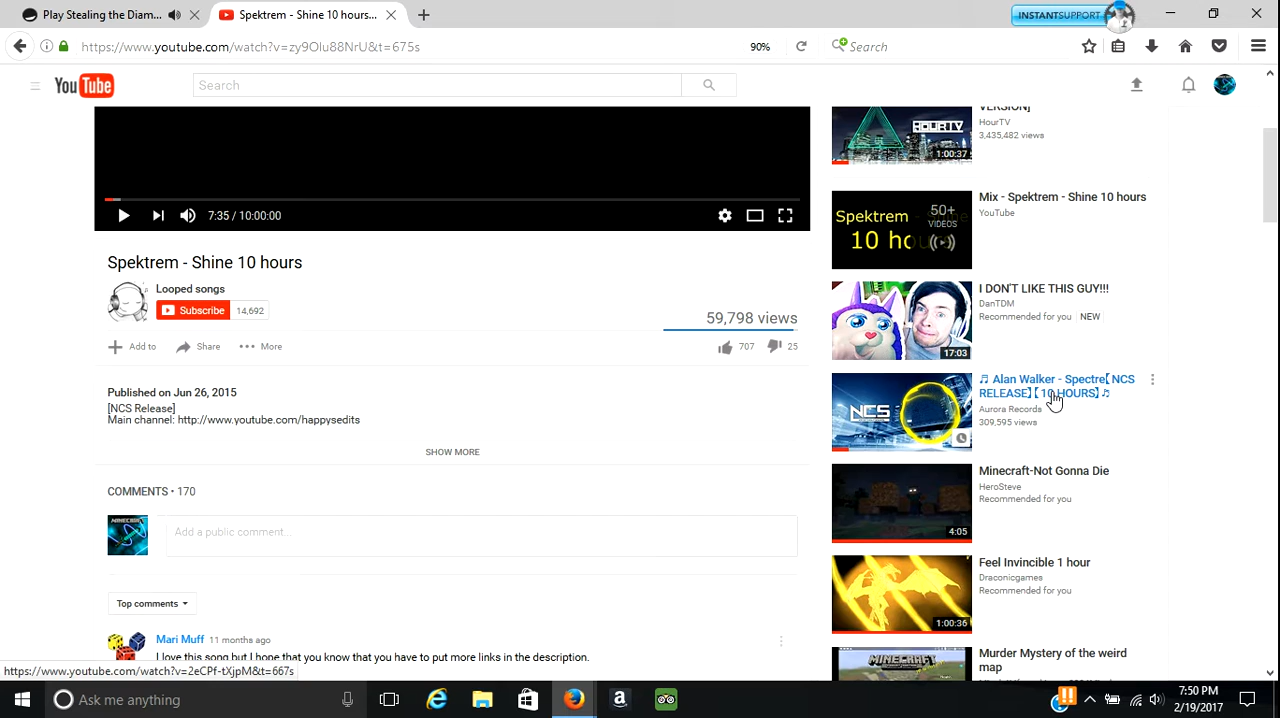 Play Stealing the Diam...
Spektrem - Shine 10 hours...
INSTANTSUPPORT
https://www.youtube.com/watch?v=zy9Olu88NrU&t=675s
90%
Search
YouTube
Search
7:35 / 10:00:00
Spektrem - Shine 10 hours
Looped songs
Subscribe
14,692
59,798 views
Add to
Share
More
707
25
Published on Jun 26, 2015
[NCS Release]
Main channel: http://www.youtube.com/happysedits
SHOW MORE
COMMENTS • 170
MINECRAFT
Add a public comment...
Top comments
Mari Muff 11 months ago
I love this song but I hope that you know that you have to put more links in the description.
VERSION]
HourTV
3,435,482 views
HOURTV
1:00:37
Mix - Spektrem - Shine 10 hours
YouTube
Spektrem - Shine
10 hours
50+
VIDEOS
I DON'T LIKE THIS GUY!!!
DanTDM
Recommended for you
NEW
17:03
♬ Alan Walker - Spectre【NCS
RELEASE】【 10 HOURS】♫
Aurora Records
309,595 views
NCS
Minecraft-Not Gonna Die
HeroSteve
Recommended for you
4:05
Feel Invincible 1 hour
Draconicgames
Recommended for you
1:00:36
Murder Mystery of the weird
map
MINECRAFT
https://www.youtube.com/watch?v=2eCPf-tXjpM&t=667s
Ask me anything
7:50 PM
2/19/2017